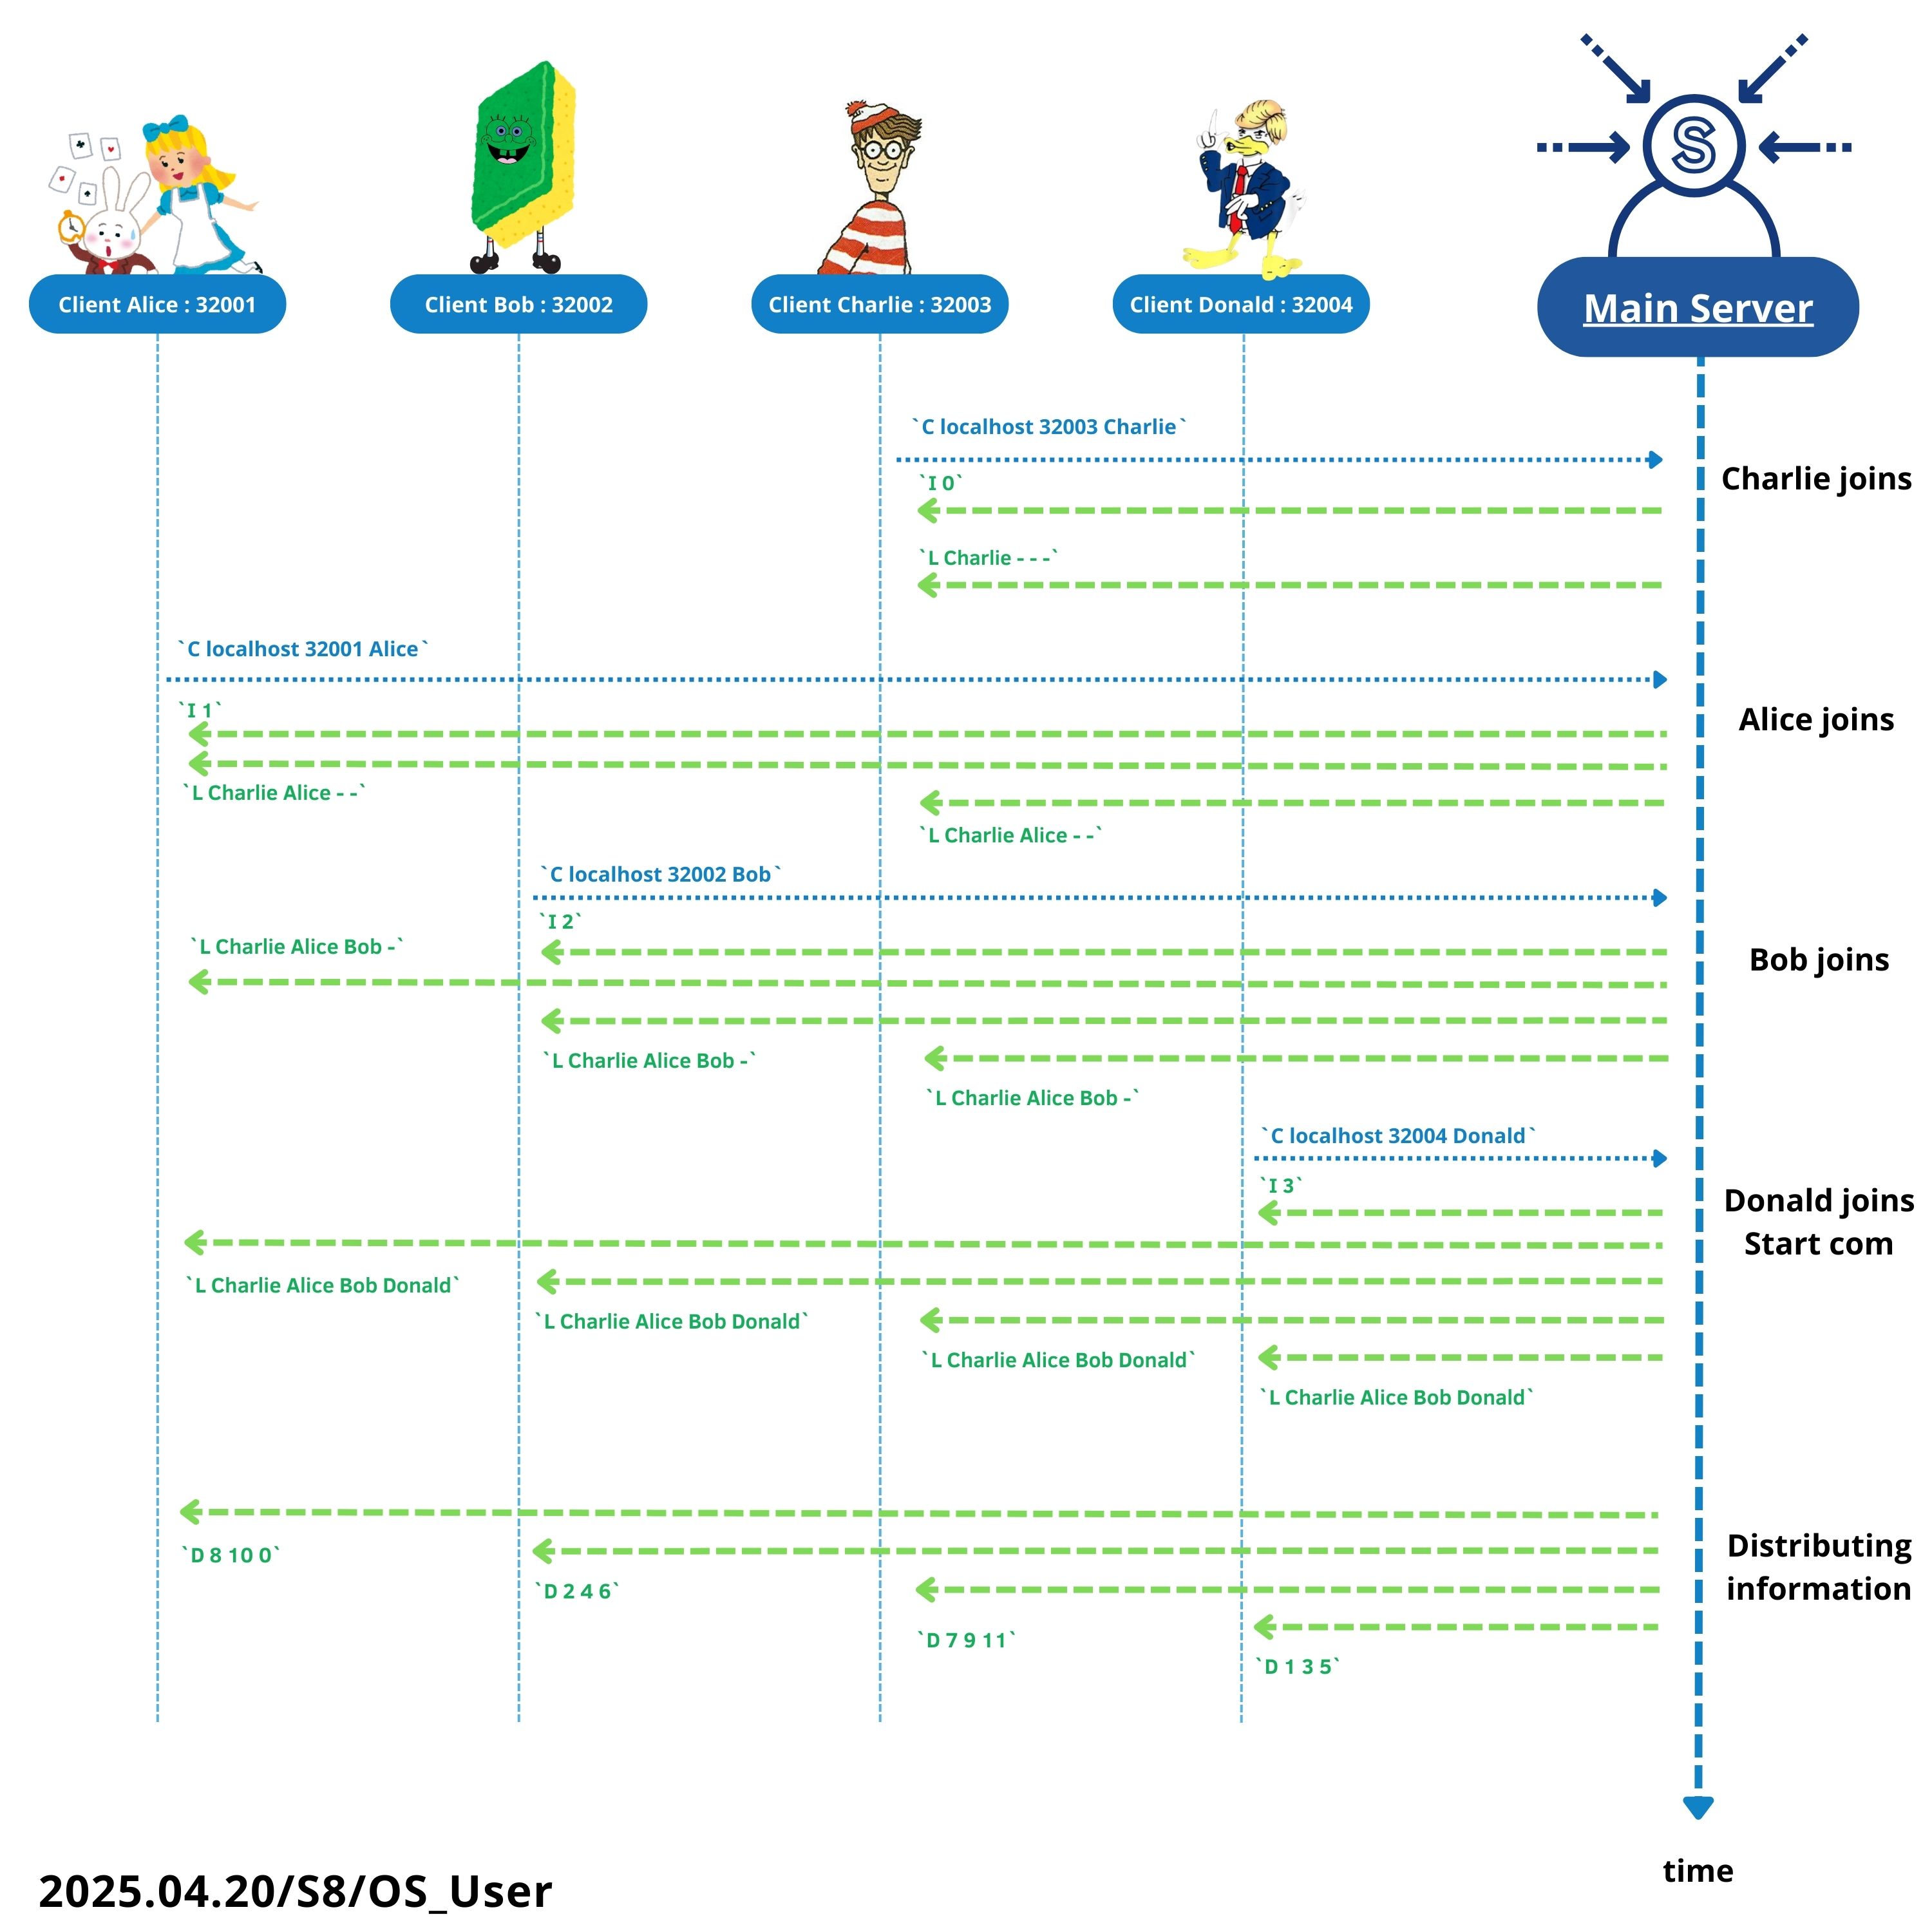 S
Client Alice : 32001
Client Bob : 32002
Client Charlie : 32003
Client Donald : 32004
Main Server
`C localhost 32003 Charlie`
Charlie joins
`I 0`
`L Charlie - - -`
`C localhost 32001 Alice`
Alice joins
`I 1`
`L Charlie Alice - -`
`L Charlie Alice - -`
`C localhost 32002 Bob`
`I 2`
`L Charlie Alice Bob -`
Bob joins
`L Charlie Alice Bob -`
`L Charlie Alice Bob -`
`C localhost 32004 Donald`
`I 3`
Donald joins
Start com
`L Charlie Alice Bob Donald`
`L Charlie Alice Bob Donald`
`L Charlie Alice Bob Donald`
`L Charlie Alice Bob Donald`
Distributing
information
`D 8 10 0`
`D 2 4 6`
`D 7 9 11`
`D 1 3 5`
time
2025.04.20/S8/OS_User